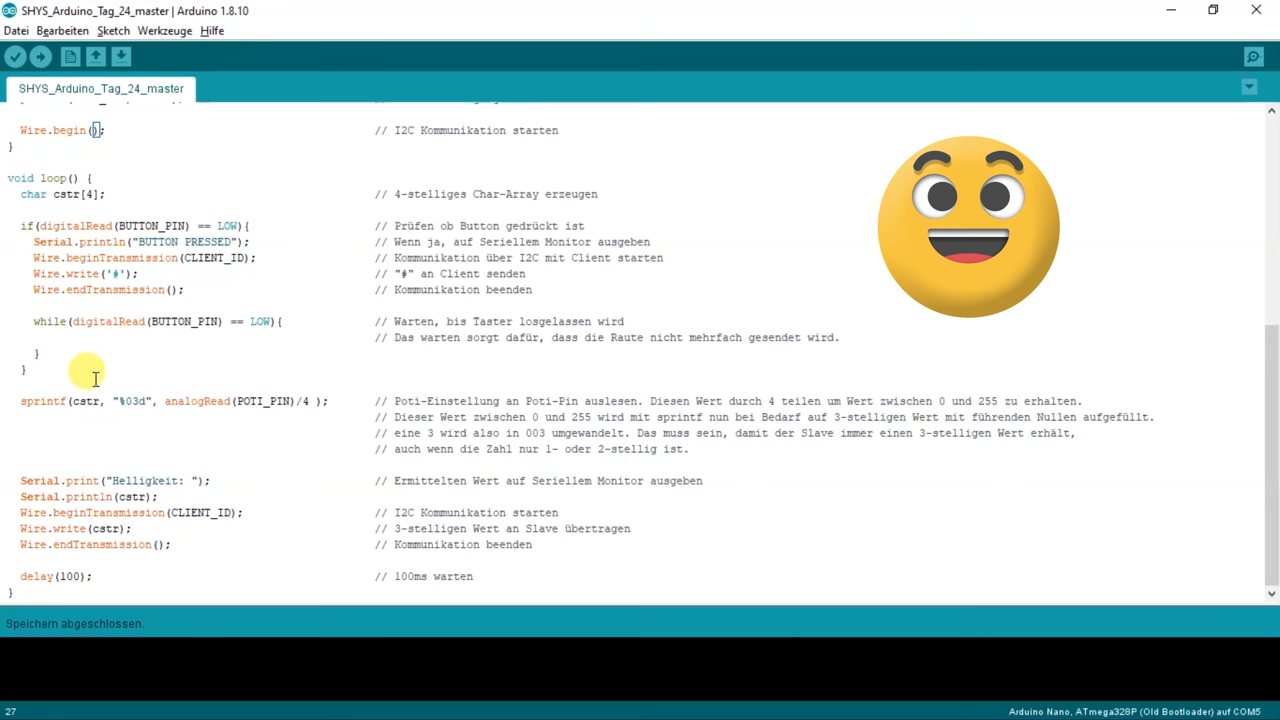 SHYS_Arduino_Tag_24_master | Arduino 1.8.10
Datei Bearbeiten Sketch Werkzeuge Hilfe
SHYS_Arduino_Tag_24_master
Wire.begin(); // I2C Kommunikation starten
}
void loop() {
char cstr[4]; // 4-stelliges Char-Array erzeugen
if(digitalRead(BUTTON_PIN) == LOW){ // Prüfen ob Button gedrückt ist
Serial.println("BUTTON PRESSED"); // Wenn ja, auf Seriellem Monitor ausgeben
Wire.beginTransmission(CLIENT_ID); // Kommunikation über I2C mit Client starten
Wire.write('#'); // "#" an Client senden
Wire.endTransmission(); // Kommunikation beenden
while(digitalRead(BUTTON_PIN) == LOW){ // Warten, bis Taster losgelassen wird
// Das warten sorgt dafür, dass die Raute nicht mehrfach gesendet wird.
}
}
sprintf(cstr, "%03d", analogRead(POTI_PIN)/4 ); // Poti-Einstellung an Poti-Pin auslesen. Diesen Wert durch 4 teilen um Wert zwischen 0 und 255 zu erhalten.
// Dieser Wert zwischen 0 und 255 wird mit sprintf nun bei Bedarf auf 3-stelligen Wert mit führenden Nullen aufgefüllt.
// eine 3 wird also in 003 umgewandelt. Das muss sein, damit der Slave immer einen 3-stelligen Wert erhält,
// auch wenn die Zahl nur 1- oder 2-stellig ist.
Serial.print("Helligkeit: "); // Ermittelten Wert auf Seriellem Monitor ausgeben
Serial.println(cstr);
Wire.beginTransmission(CLIENT_ID); // I2C Kommunikation starten
Wire.write(cstr); // 3-stelligen Wert an Slave übertragen
Wire.endTransmission(); // Kommunikation beenden
delay(100); // 100ms warten
}
Speichern abgeschlossen.
27 Arduino Nano, ATmega328P (Old Bootloader) auf COM5